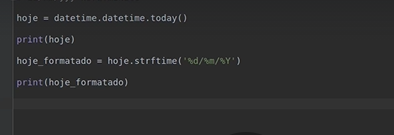 hoje = datetime.datetime.today()
print(hoje)
hoje_formatado = hoje.strftime('%d/%m/%Y')
print(hoje_formatado)